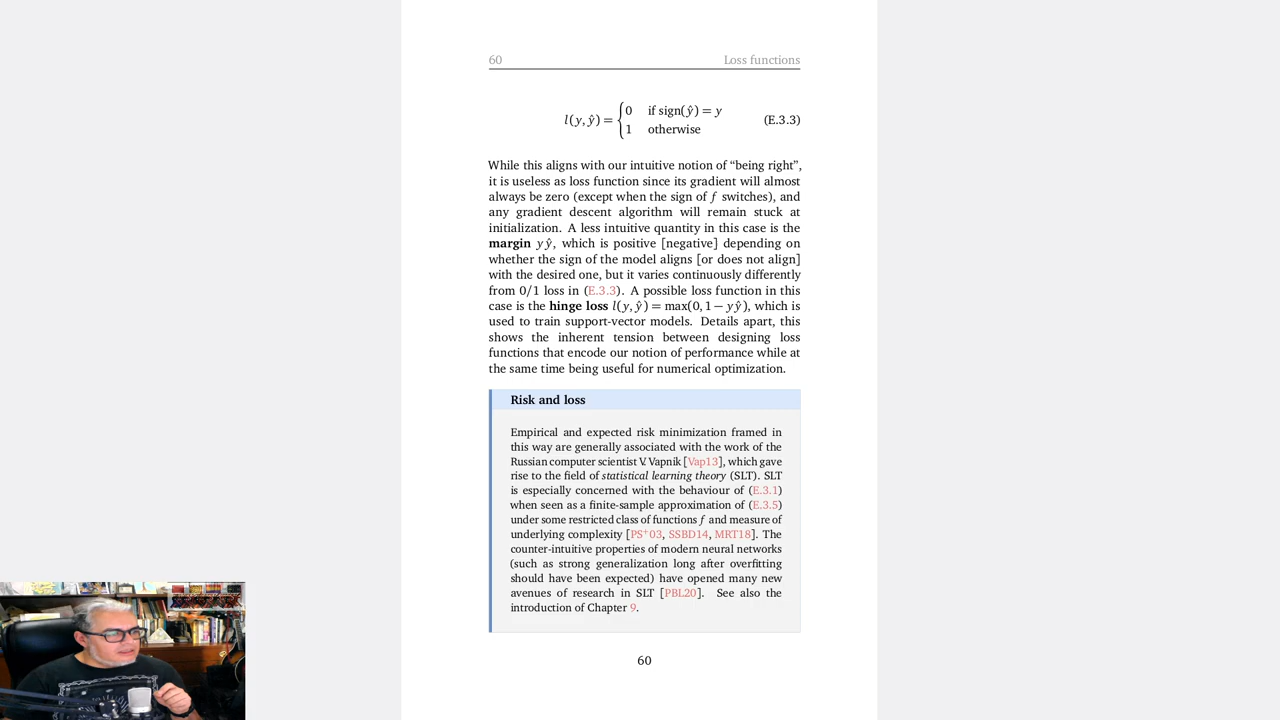 60 Loss functions
l(y, ŷ) = { 0 if sign(ŷ) = y
1 otherwise (E.3.3)
While this aligns with our intuitive notion of “being right”,
it is useless as loss function since its gradient will almost
always be zero (except when the sign of f switches), and
any gradient descent algorithm will remain stuck at
initialization. A less intuitive quantity in this case is the
margin yŷ, which is positive [negative] depending on
whether the sign of the model aligns [or does not align]
with the desired one, but it varies continuously differently
from 0/1 loss in (E.3.3). A possible loss function in this
case is the hinge loss l(y, ŷ) = max(0, 1 − yŷ), which is
used to train support-vector models. Details apart, this
shows the inherent tension between designing loss
functions that encode our notion of performance while at
the same time being useful for numerical optimization.
Risk and loss
Empirical and expected risk minimization framed in
this way are generally associated with the work of the
Russian computer scientist V. Vapnik [Vap13], which gave
rise to the field of statistical learning theory (SLT). SLT
is especially concerned with the behaviour of (E.3.1)
when seen as a finite-sample approximation of (E.3.5)
under some restricted class of functions f and measure of
underlying complexity [PS⁺03, SSBD14, MRT18]. The
counter-intuitive properties of modern neural networks
(such as strong generalization long after overfitting
should have been expected) have opened many new
avenues of research in SLT [PBL20]. See also the
introduction of Chapter 9.
60